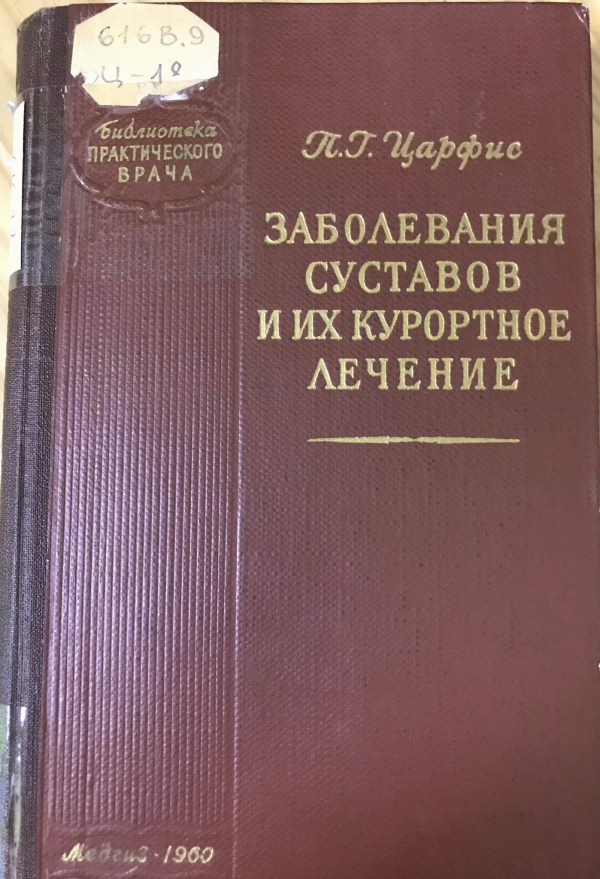 616В.9
Ц-18
Библиотека
ПРАКТИЧЕСКОГО
ВРАЧА
П.Г. Царфис
ЗАБОЛЕВАНИЯ
СУСТАВОВ
И ИХ КУРОРТНОЕ
ЛЕЧЕНИЕ
Медгиз · 1960